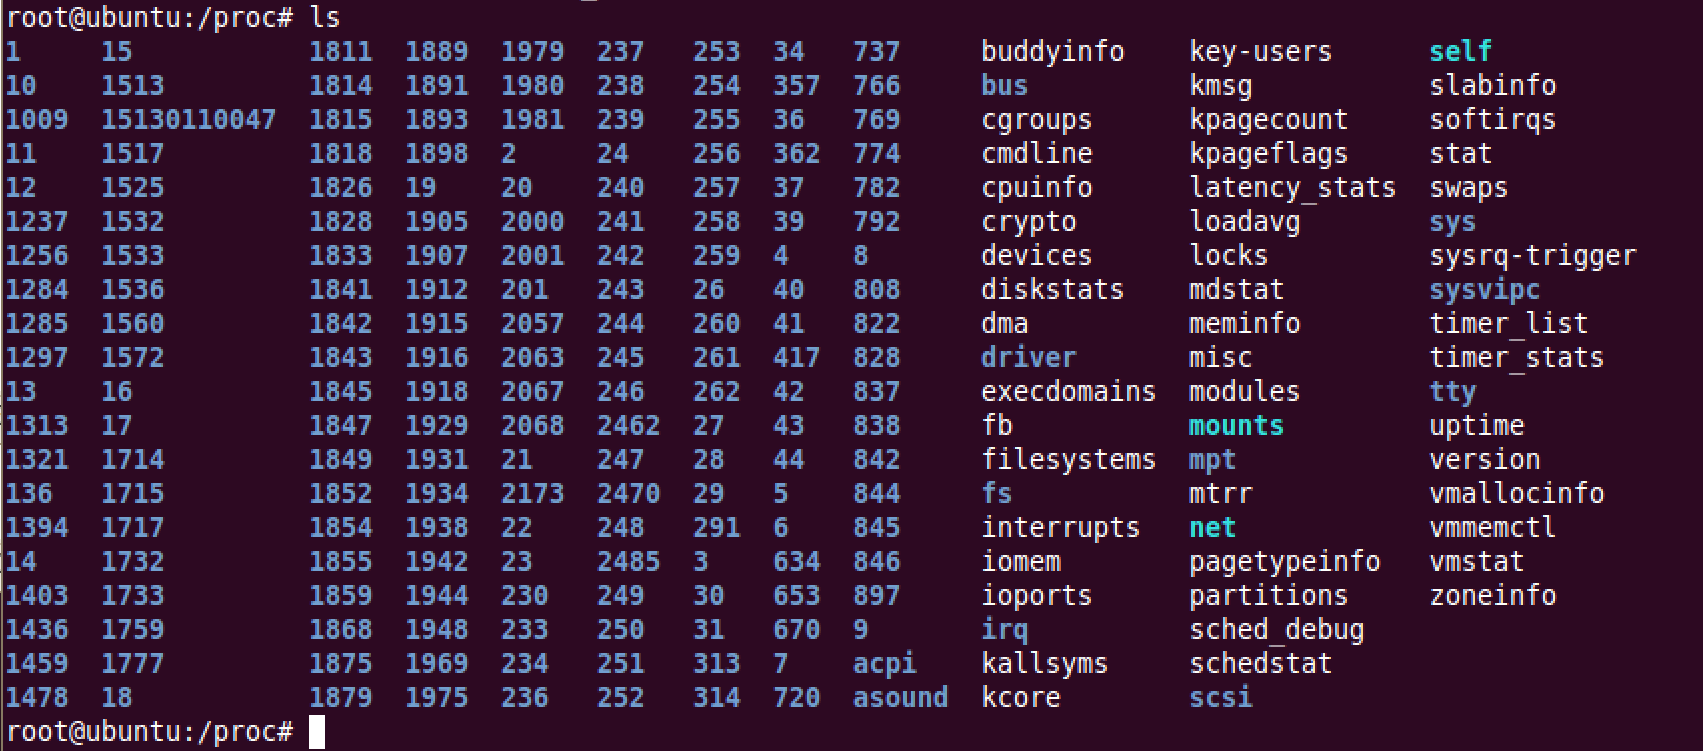 root@ubuntu:/proc# ls
1 15 1811 1889 1979 237 253 34 737 buddyinfo key-users self
10 1513 1814 1891 1980 238 254 357 766 bus kmsg slabinfo
1009 15130110047 1815 1893 1981 239 255 36 769 cgroups kpagecount softirqs
11 1517 1818 1898 2 24 256 362 774 cmdline kpageflags stat
12 1525 1826 19 20 240 257 37 782 cpuinfo latency_stats swaps
1237 1532 1828 1905 2000 241 258 39 792 crypto loadavg sys
1256 1533 1833 1907 2001 242 259 4 8 devices locks sysrq-trigger
1284 1536 1841 1912 201 243 26 40 808 diskstats mdstat sysvipc
1285 1560 1842 1915 2057 244 260 41 822 dma meminfo timer_list
1297 1572 1843 1916 2063 245 261 417 828 driver misc timer_stats
13 16 1845 1918 2067 246 262 42 837 execdomains modules tty
1313 17 1847 1929 2068 2462 27 43 838 fb mounts uptime
1321 1714 1849 1931 21 247 28 44 842 filesystems mpt version
136 1715 1852 1934 2173 2470 29 5 844 fs mtrr vmallocinfo
1394 1717 1854 1938 22 248 291 6 845 interrupts net vmmemctl
14 1732 1855 1942 23 2485 3 634 846 iomem pagetypeinfo vmstat
1403 1733 1859 1944 230 249 30 653 897 ioports partitions zoneinfo
1436 1759 1868 1948 233 250 31 670 9 irq sched_debug
1459 1777 1875 1969 234 251 313 7 acpi kallsyms schedstat
1478 18 1879 1975 236 252 314 720 asound kcore scsi
root@ubuntu:/proc#